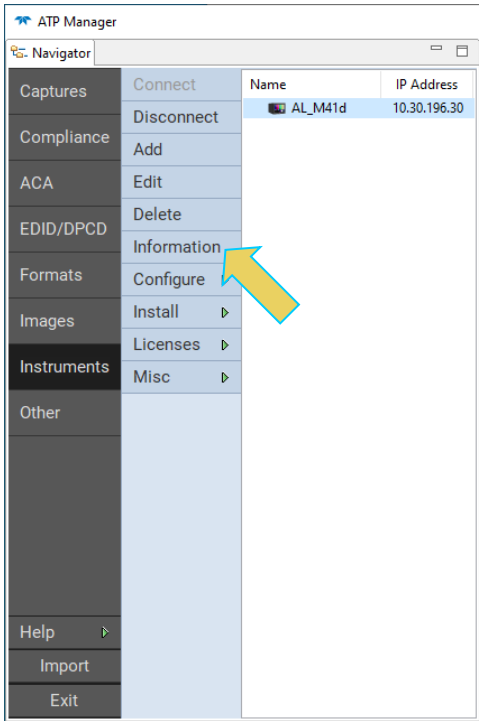 ATP Manager
Navigator
Captures
Compliance
ACA
EDID/DPCD
Formats
Images
Instruments
Other
Help
Import
Exit
Connect
Disconnect
Add
Edit
Delete
Information
Configure
Install
Licenses
Misc
Name IP Address
AL_M41d 10.30.196.30